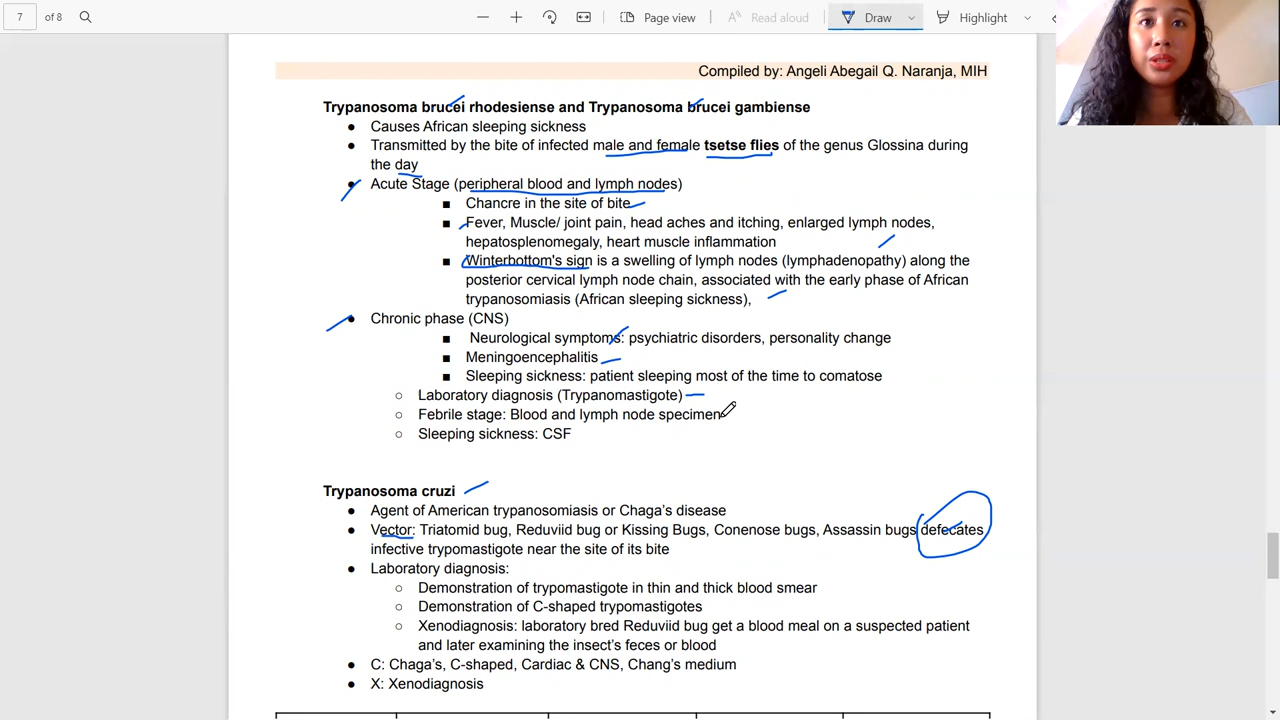 7 of 8
Page view
Read aloud
Draw
Highlight
Compiled by: Angeli Abegail Q. Naranja, MIH
Trypanosoma brucei rhodesiense and Trypanosoma brucei gambiense
● Causes African sleeping sickness
● Transmitted by the bite of infected male and female tsetse flies of the genus Glossina during
the day
● Acute Stage (peripheral blood and lymph nodes)
■ Chancre in the site of bite
■ Fever, Muscle/ joint pain, head aches and itching, enlarged lymph nodes,
hepatosplenomegaly, heart muscle inflammation
■ Winterbottom's sign is a swelling of lymph nodes (lymphadenopathy) along the
posterior cervical lymph node chain, associated with the early phase of African
trypanosomiasis (African sleeping sickness),
● Chronic phase (CNS)
■ Neurological symptoms: psychiatric disorders, personality change
■ Meningoencephalitis
■ Sleeping sickness: patient sleeping most of the time to comatose
○ Laboratory diagnosis (Trypanomastigote)
○ Febrile stage: Blood and lymph node specimen
○ Sleeping sickness: CSF
Trypanosoma cruzi
● Agent of American trypanosomiasis or Chaga's disease
● Vector: Triatomid bug, Reduviid bug or Kissing Bugs, Conenose bugs, Assassin bugs defecates
infective trypomastigote near the site of its bite
● Laboratory diagnosis:
○ Demonstration of trypomastigote in thin and thick blood smear
○ Demonstration of C-shaped trypomastigotes
○ Xenodiagnosis: laboratory bred Reduviid bug get a blood meal on a suspected patient
and later examining the insect's feces or blood
● C: Chaga's, C-shaped, Cardiac & CNS, Chang's medium
● X: Xenodiagnosis